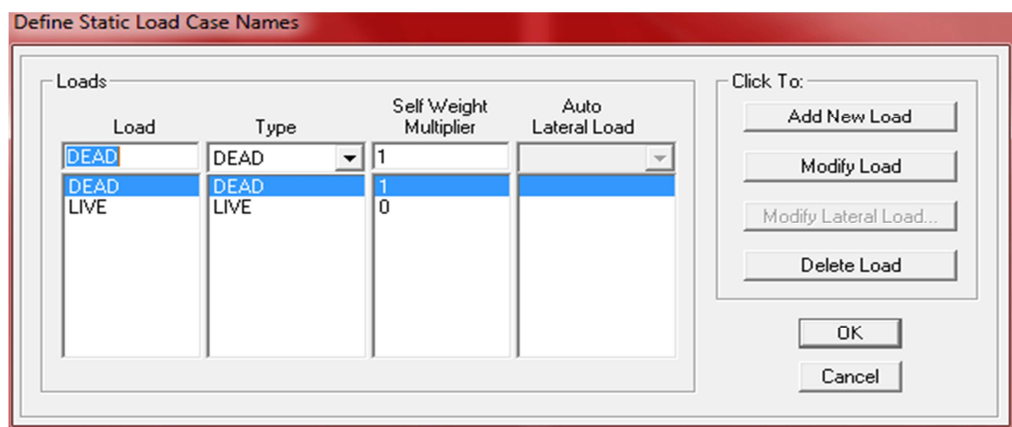 Define Static Load Case Names
Loads
Click To:
Load Type Self Weight Multiplier Auto Lateral Load
DEAD DEAD 1
DEAD DEAD 1
LIVE LIVE 0
Add New Load
Modify Load
Modify Lateral Load...
Delete Load
OK
Cancel